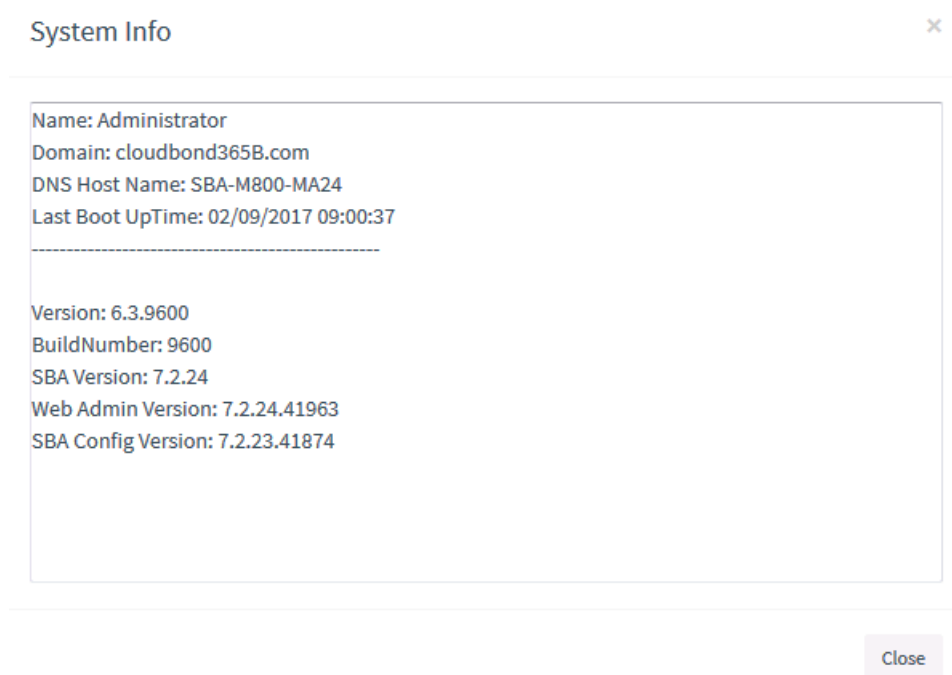 System Info
×
Name: Administrator
Domain: cloudbond365B.com
DNS Host Name: SBA-M800-MA24
Last Boot UpTime: 02/09/2017 09:00:37
--------------------------------------------------
Version: 6.3.9600
BuildNumber: 9600
SBA Version: 7.2.24
Web Admin Version: 7.2.24.41963
SBA Config Version: 7.2.23.41874
Close